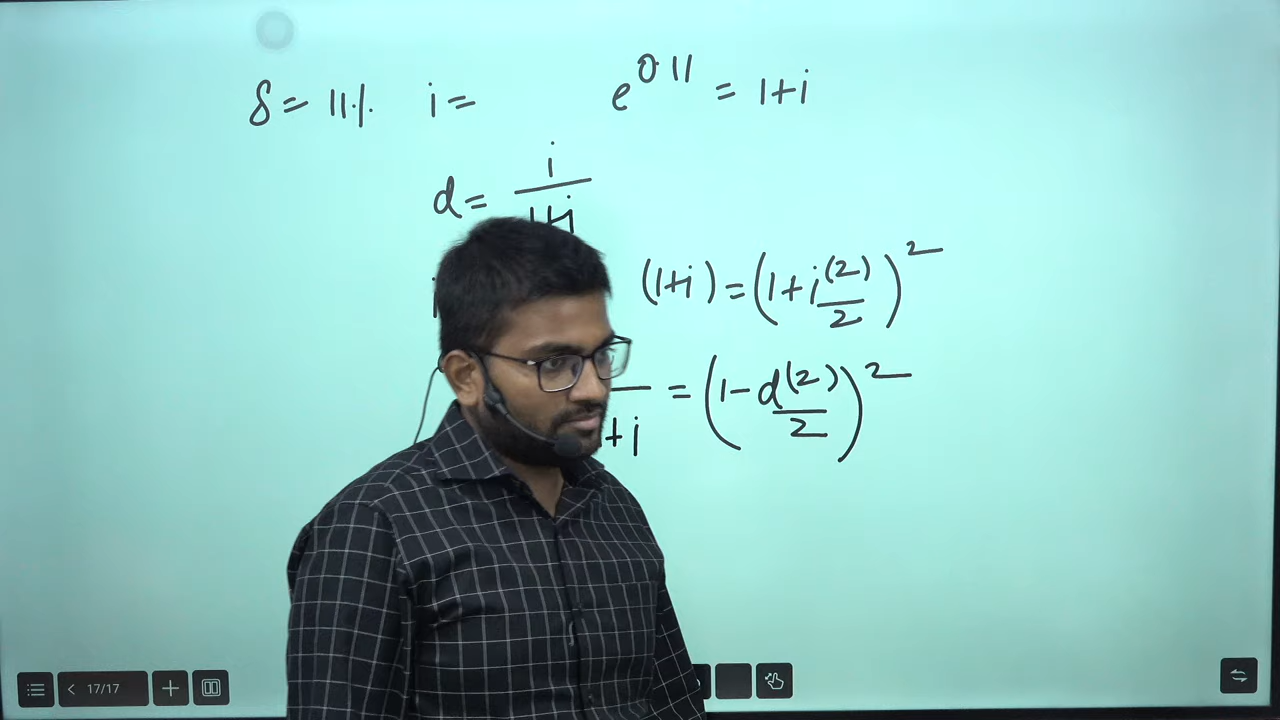 δ = 11% i = e^0.11 = 1+i
d = i/1+i
(1+i) = (1+i^(2)/2)^2
+i = (1-d^(2)/2)^2
17/17